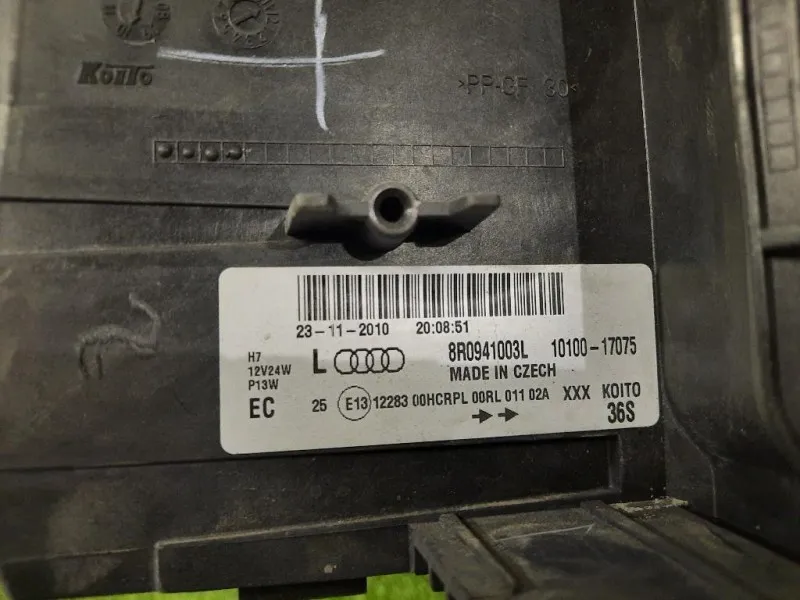 KOITO
>PP-GF 30<
23-11-2010 20:08:51
H7
12V24W
P13W
L 8R0941003L 10100-17075
MADE IN CZECH
EC 25 E13 12283 00HCRPL 00RL 011 02A XXX KOITO
36S
2